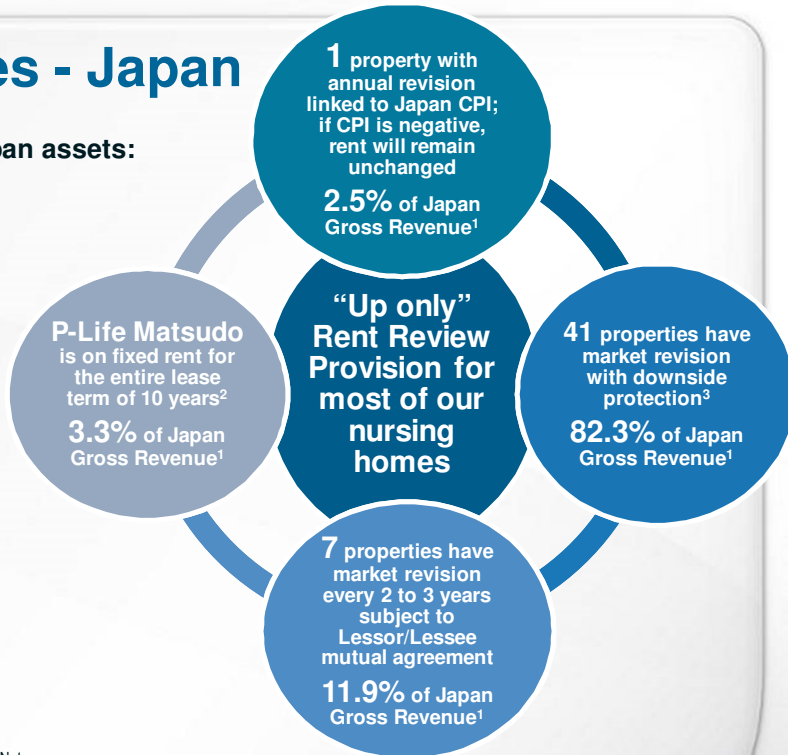 es - Japan
pan assets:
1 property with
annual revision
linked to Japan CPI;
if CPI is negative,
rent will remain
unchanged
2.5% of Japan
Gross Revenue¹
P-Life Matsudo
is on fixed rent for
the entire lease
term of 10 years²
3.3% of Japan
Gross Revenue¹
“Up only”
Rent Review
Provision for
most of our
nursing
homes
41 properties have
market revision
with downside
protection³
82.3% of Japan
Gross Revenue¹
7 properties have
market revision
every 2 to 3 years
subject to
Lessor/Lessee
mutual agreement
11.9% of Japan
Gross Revenue¹